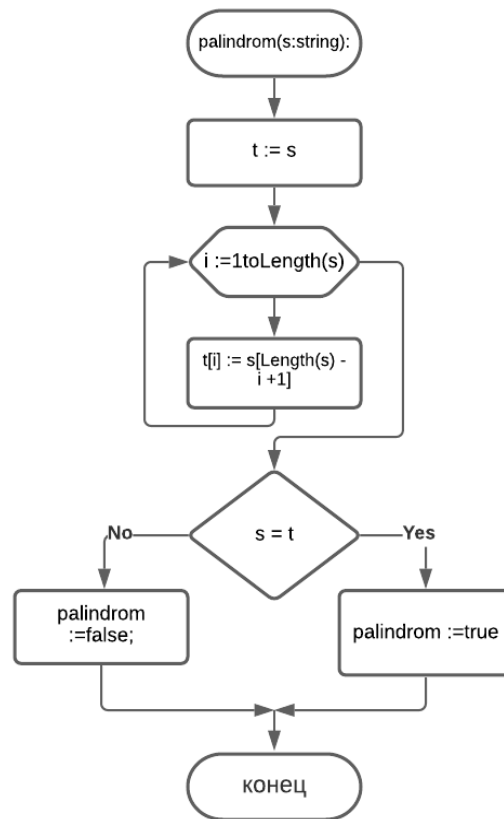 palindrom(s:string):
t := s
i :=1toLength(s)
t[i] := s[Length(s) -
i +1]
s = t
No
Yes
palindrom
:=false;
palindrom :=true
конец